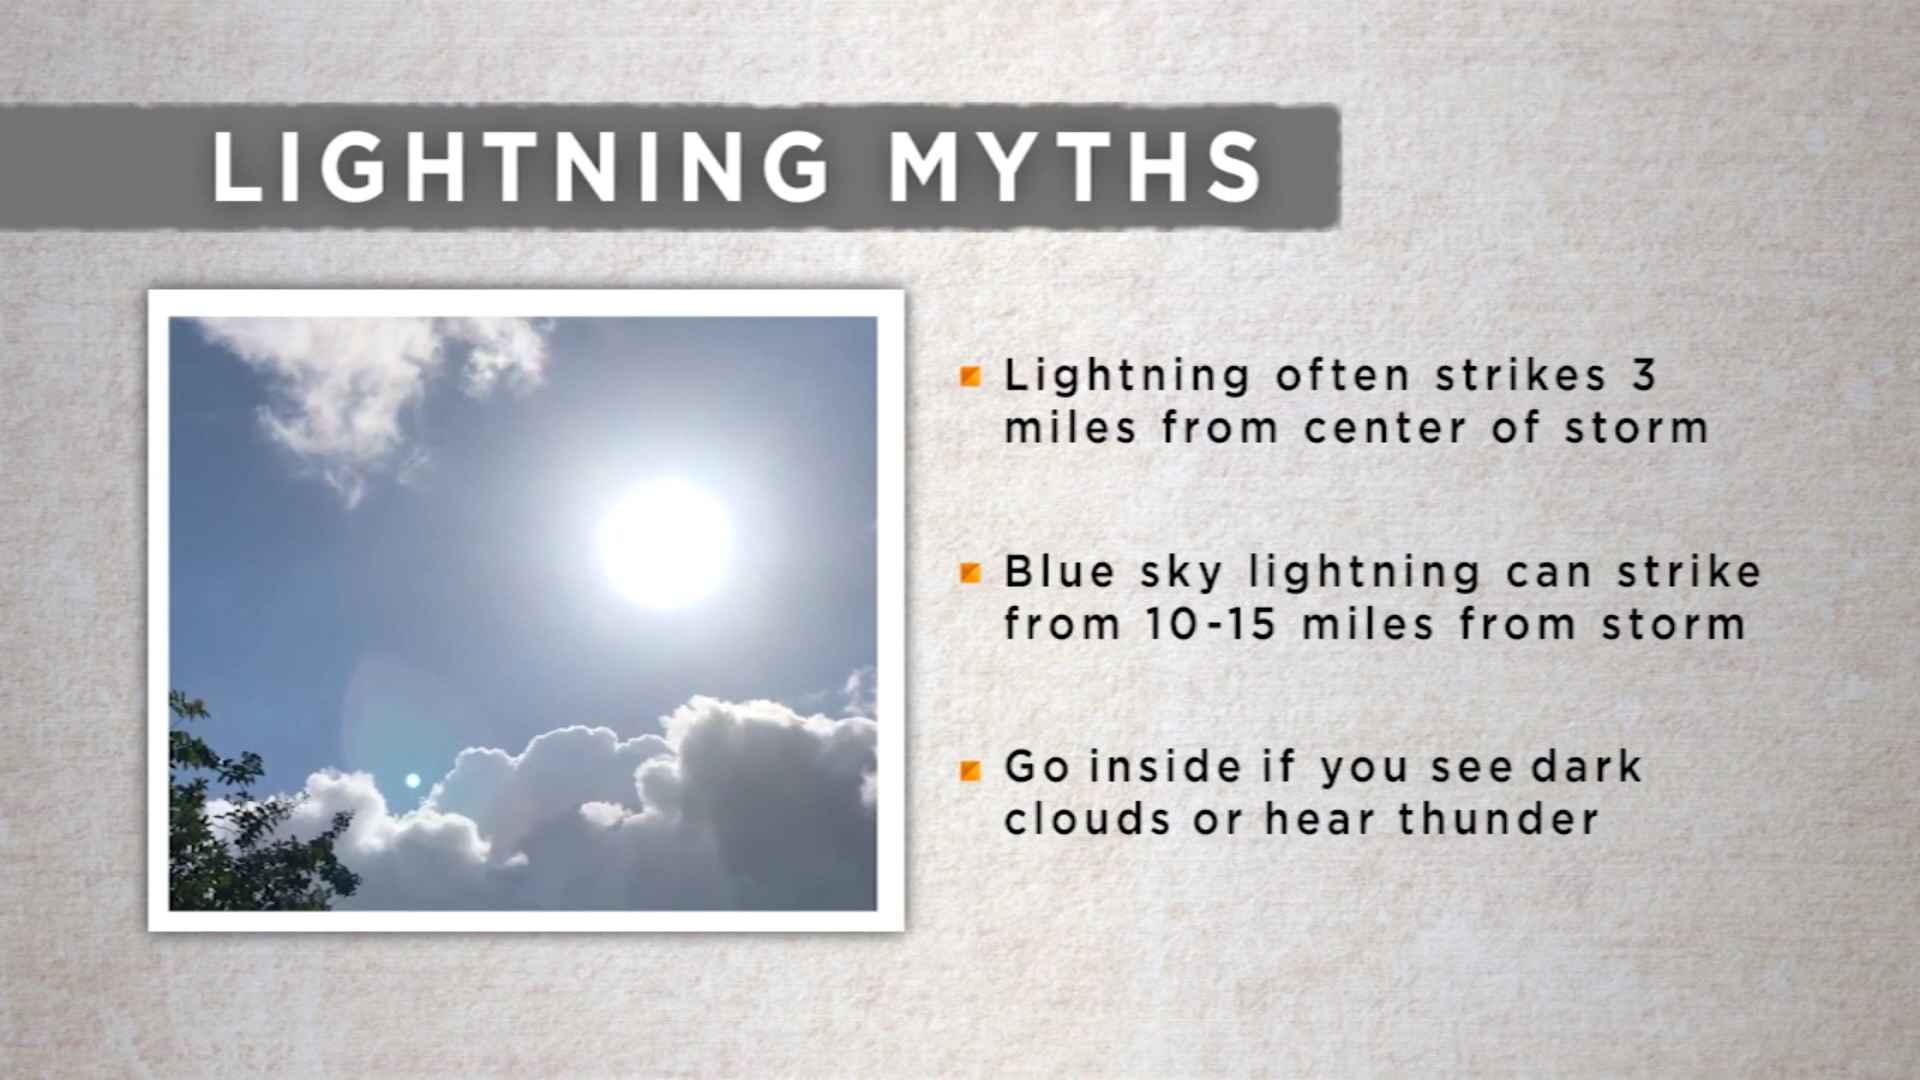 LIGHTNING MYTHS
Lightning often strikes 3
miles from center of storm
Blue sky lightning can strike
from 10-15 miles from storm
Go inside if you see dark
clouds or hear thunder